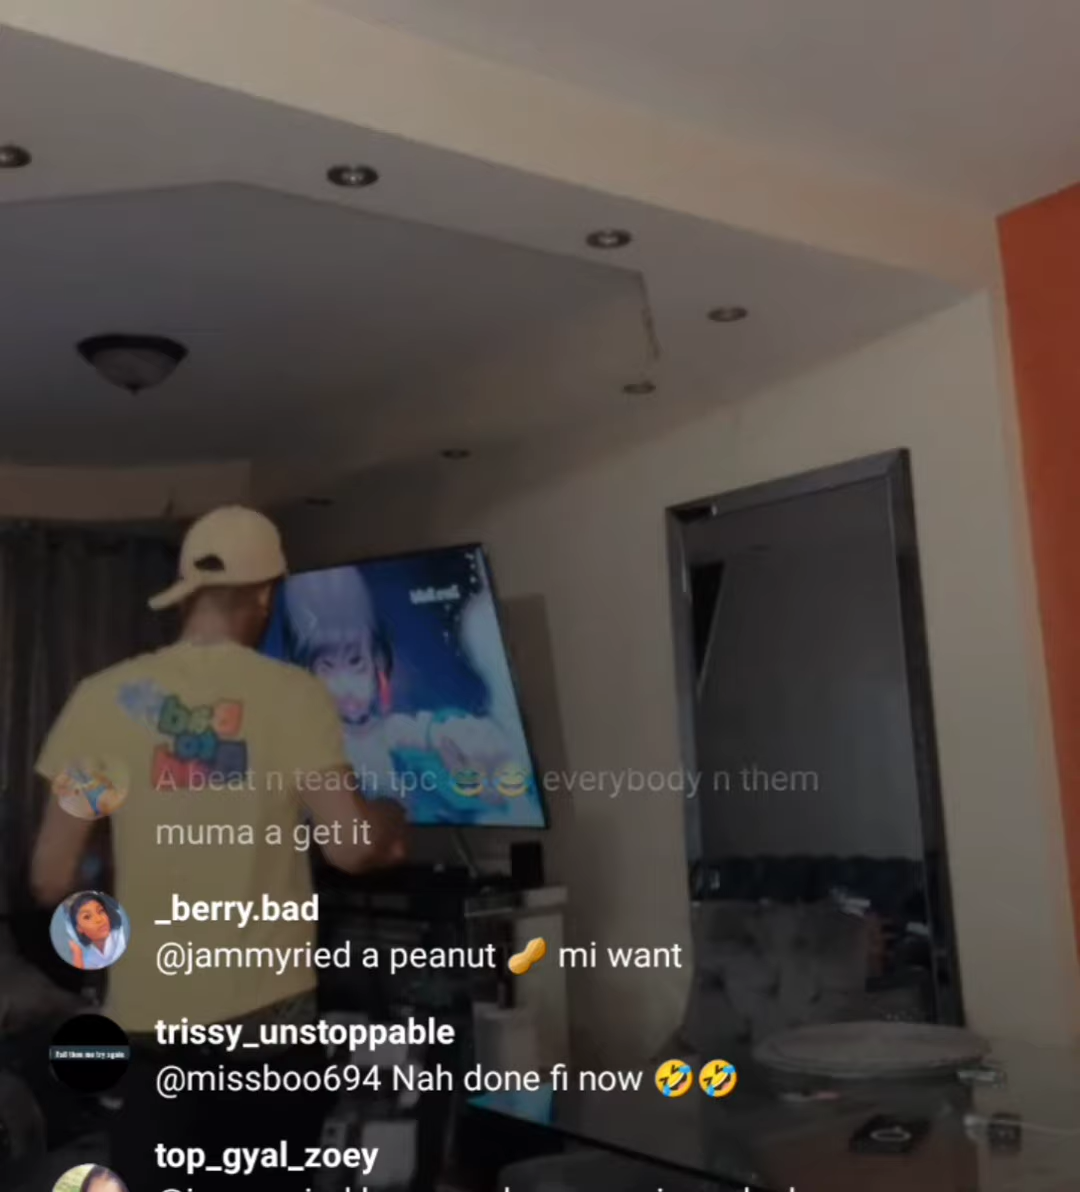 bad
A beat n teach tpc 😂😂 everybody n them
muma a get it
_berry.bad
@jammyried a peanut 🥜 mi want
trissy_unstoppable
@missboo694 Nah done fi now 🤣🤣
top_gyal_zoey